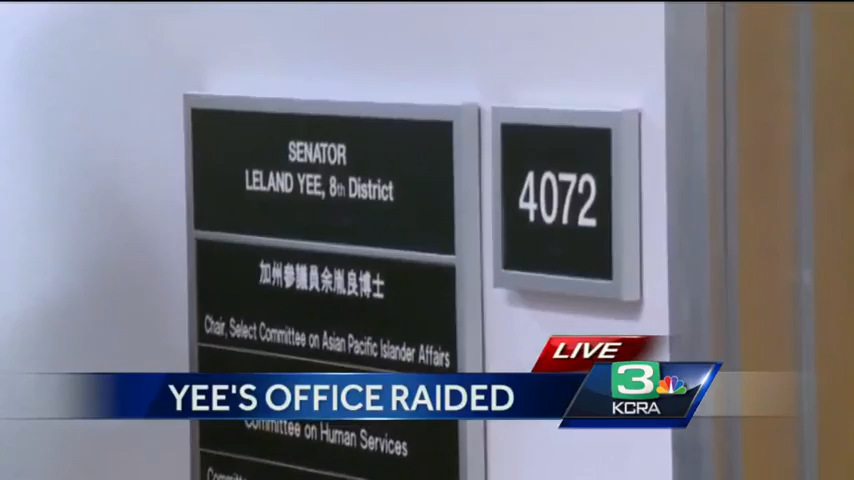 SENATOR
LELAND YEE, 8th District
4072
加州參議員余胤良博士
Chair, Select Committee on Asian Pacific Islander Affairs
LIVE
3
YEE'S OFFICE RAIDED
KCRA
Committee on Human Services